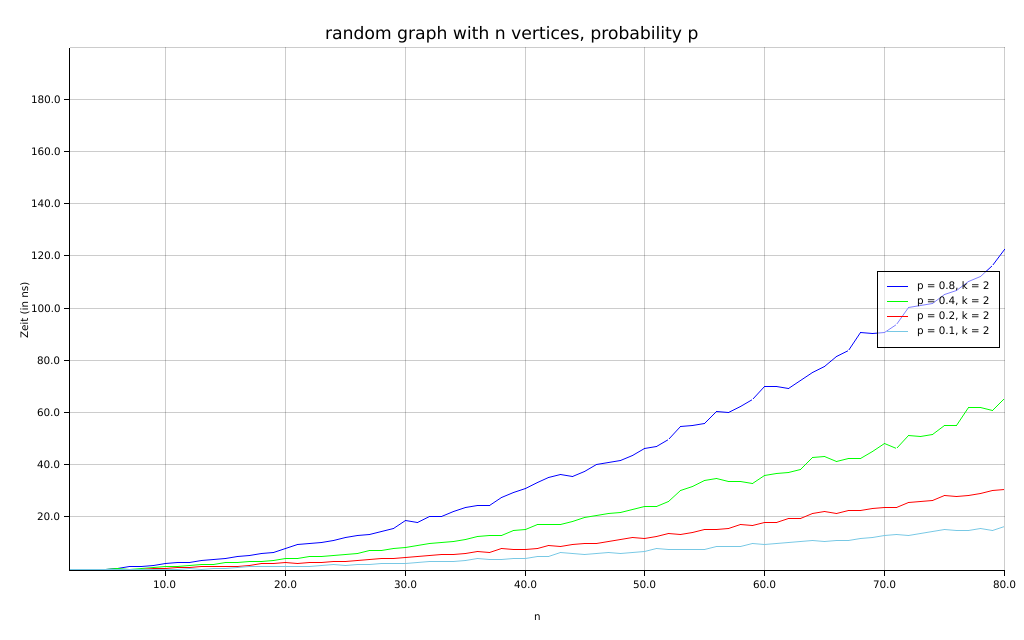 random graph with n vertices, probability p
180.0
160.0
140.0
120.0
100.0
80.0
60.0
40.0
20.0
Zeit (in ns)
p = 0.8, k = 2
p = 0.4, k = 2
p = 0.2, k = 2
p = 0.1, k = 2
10.0 20.0 30.0 40.0 50.0 60.0 70.0 80.0
n